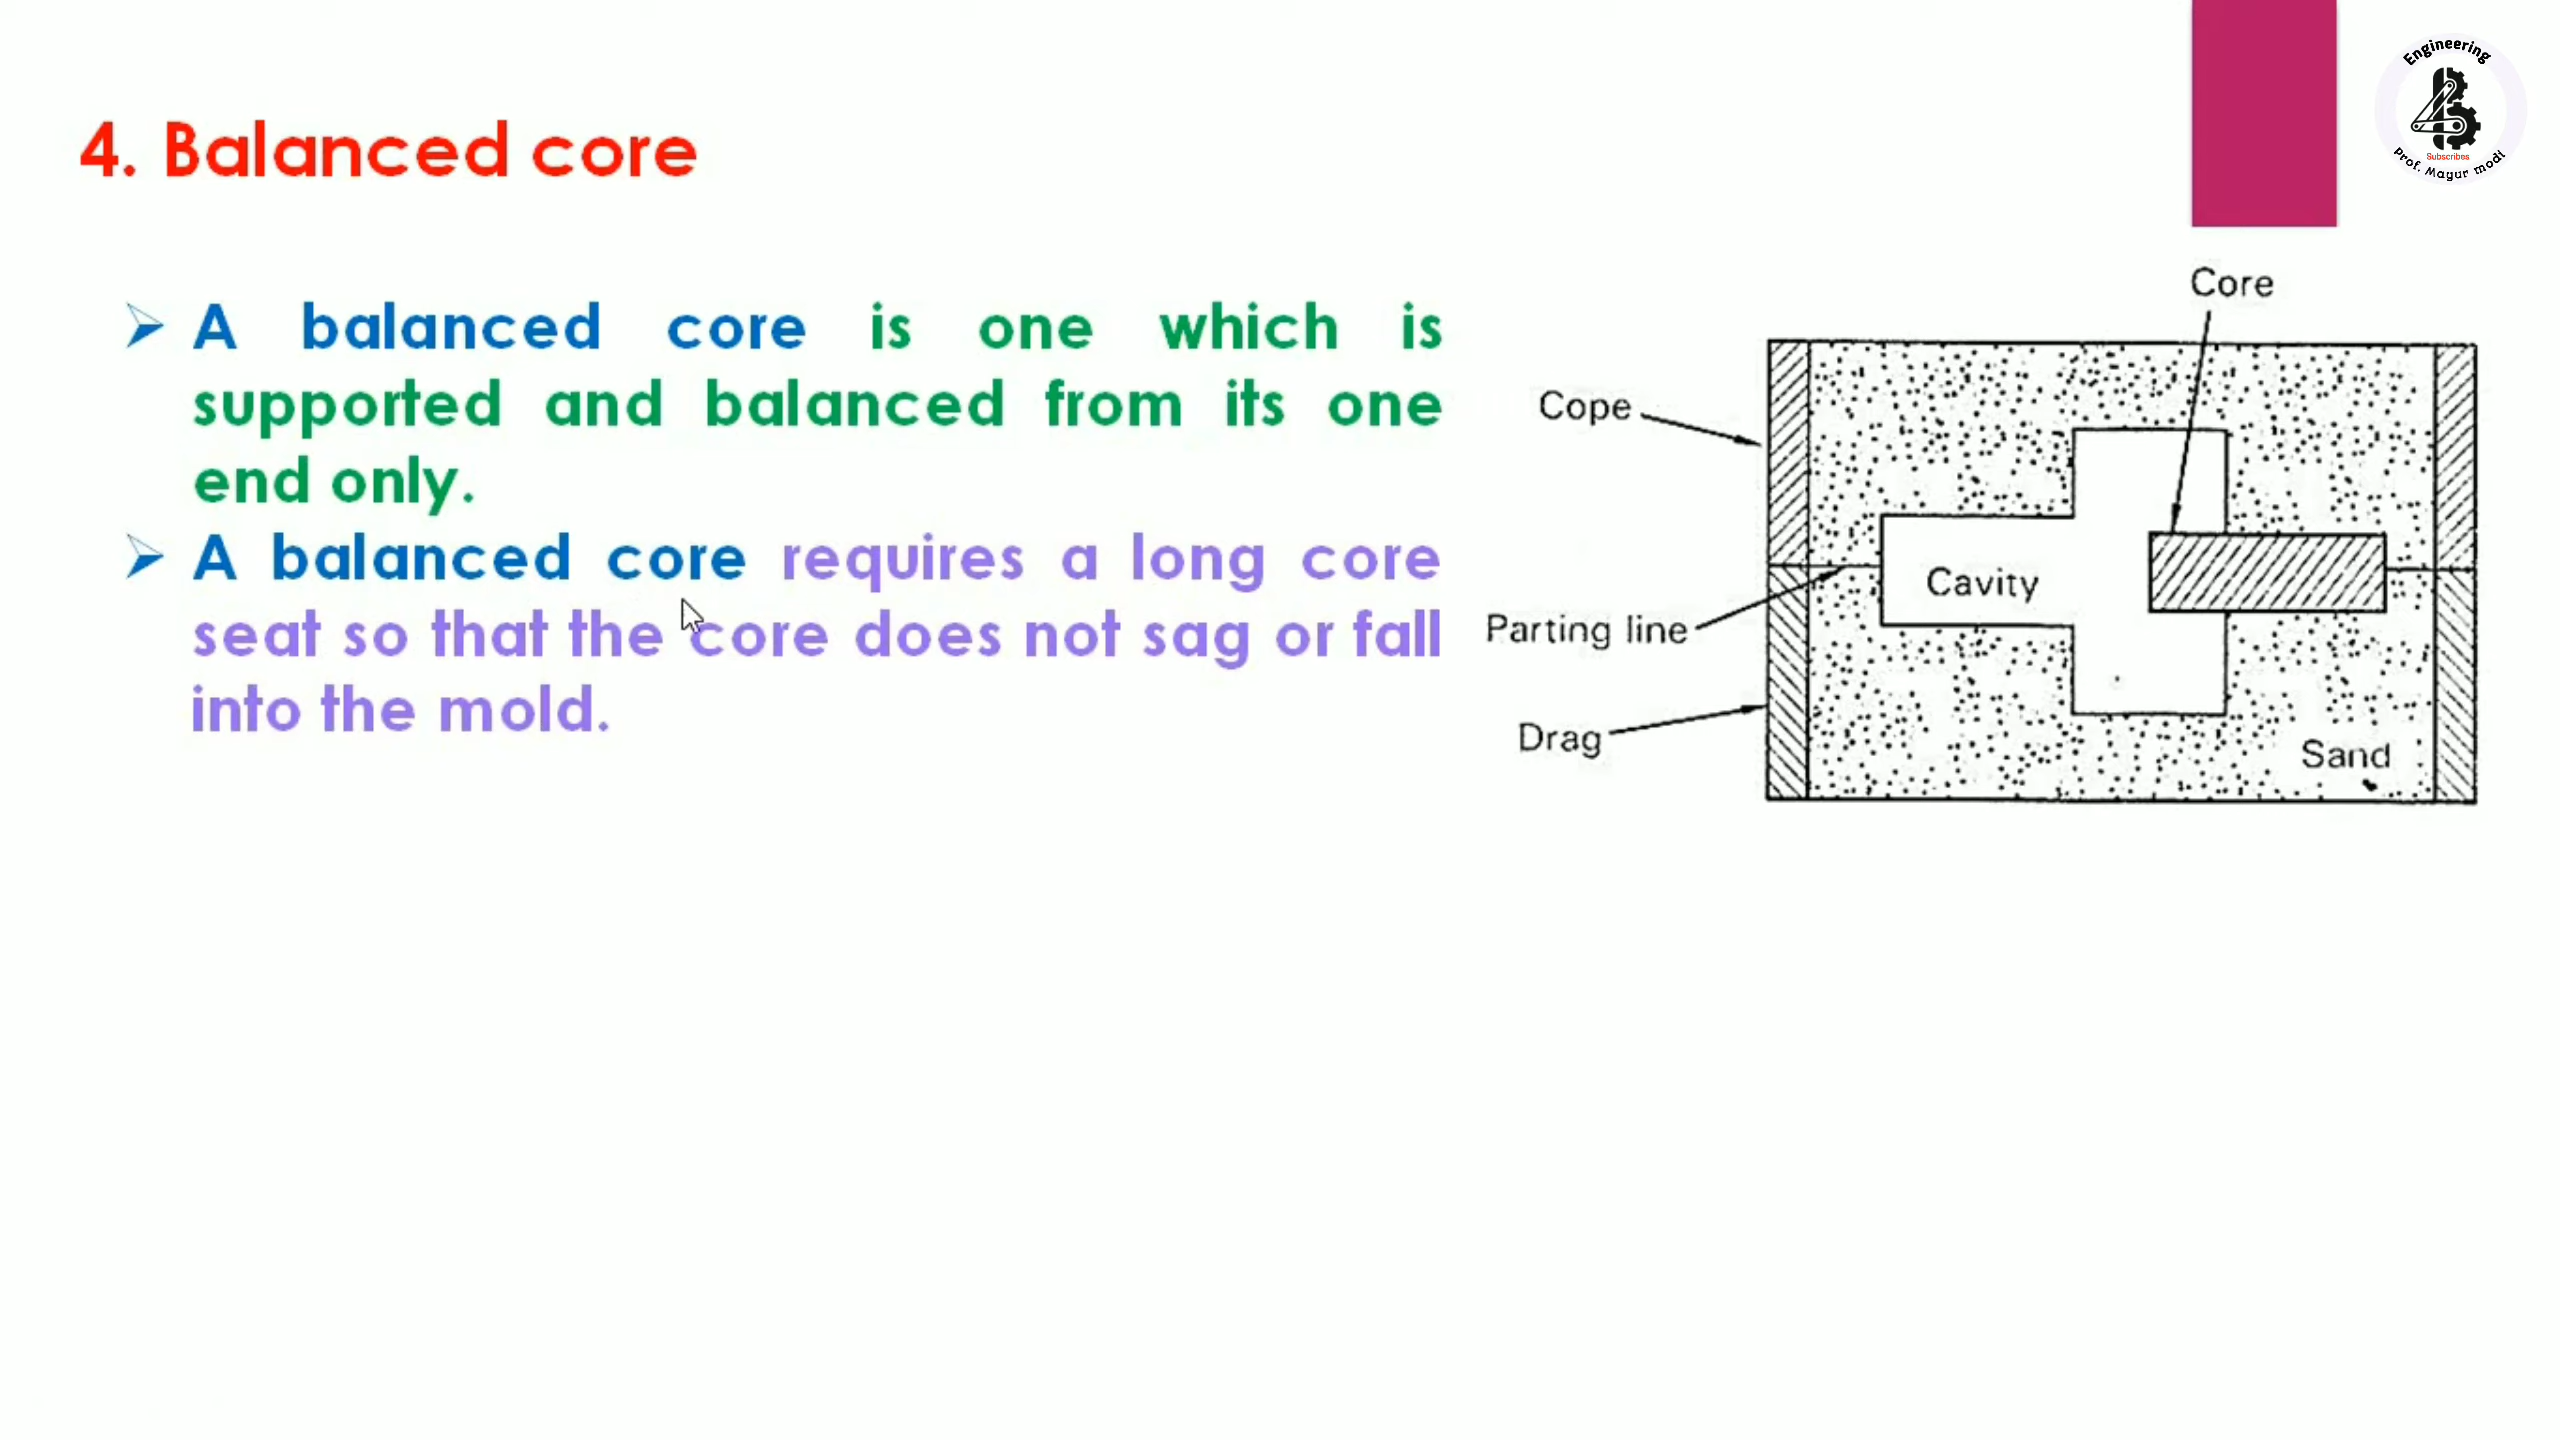 Engineering
Subscribes
Prof. Mayur modi
4. Balanced core
A balanced core is one which is
supported and balanced from its one
end only.
A balanced core requires a long core
seat so that the core does not sag or fall
into the mold.
Core
Cope
Cavity
Parting line
Drag
Sand